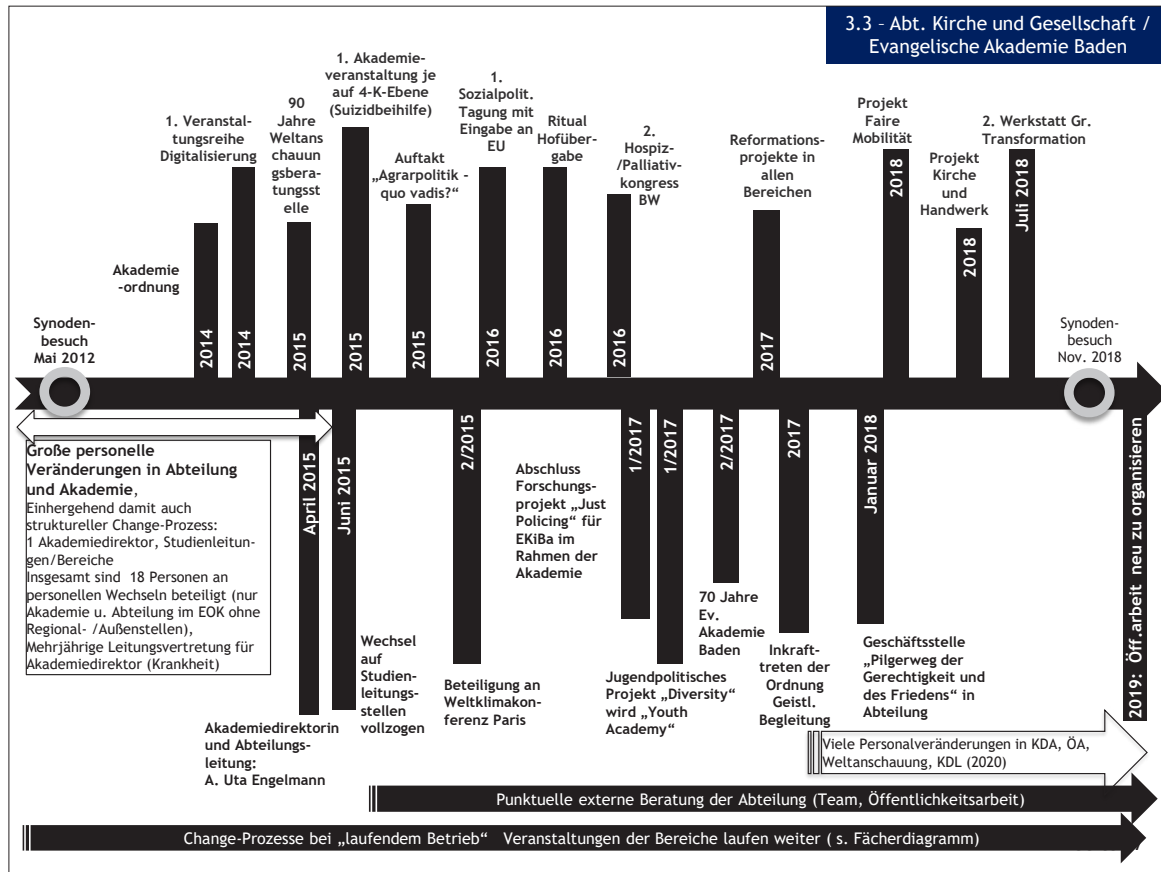 3.3 - Abt. Kirche und Gesellschaft /
Evangelische Akademie Baden
Synoden-
besuch
Mai 2012
Akademie
-ordnung
2014
1. Veranstal-
tungsreihe
Digitalisierung
2014
90
Jahre
Weltan
schauun
gsbera-
tungsst
elle
2015
1. Akademie-
veranstaltung je
auf 4-K-Ebene
(Suizidbeihilfe)
2015
Auftakt
„Agrarpolitik -
quo vadis?“
2015
1.
Sozialpolit.
Tagung mit
Eingabe an
EU
2016
Ritual
Hofüber-
gabe
2016
2.
Hospiz-
/Palliativ-
kongress
BW
2016
Reformations-
projekte in
allen
Bereichen
2017
Projekt
Faire
Mobilität
2018
Projekt
Kirche
und
Handwerk
2018
2. Werkstatt Gr.
Transformation
Juli 2018
Synoden-
besuch
Nov. 2018
Große personelle
Veränderungen in Abteilung
und Akademie,
Einhergehend damit auch
struktureller Change-Prozess:
1 Akademiedirektor, Studienleitun-
gen/Bereiche
Insgesamt sind 18 Personen an
personellen Wechseln beteiligt (nur
Akademie u. Abteilung im EOK ohne
Regional- /Außenstellen),
Mehrjährige Leitungsvertretung für
Akademiedirektor (Krankheit)
April 2015
Akademiedirektorin
und Abteilungs-
leitung:
A. Uta Engelmann
Juni 2015
Wechsel
auf
Studien-
leitungs-
stellen
vollzogen
2/2015
Beteiligung an
Weltklimakon-
ferenz Paris
Abschluss
Forschungs-
projekt „Just
Policing“ für
EKiBa im
Rahmen der
Akademie
1/2017
1/2017
Jugendpolitisches
Projekt „Diversity“
wird „Youth
Academy“
2/2017
70 Jahre
Ev.
Akademie
Baden
2017
Inkraft-
treten der
Ordnung
Geistl.
Begleitung
Januar 2018
Geschäftsstelle
„Pilgerweg der
Gerechtigkeit und
des Friedens“ in
Abteilung
2019: Öff.arbeit neu zu organisieren
Viele Personalveränderungen in KDA, ÖA,
Weltanschauung, KDL (2020)
Punktuelle externe Beratung der Abteilung (Team, Öffentlichkeitsarbeit)
Change-Prozesse bei „laufendem Betrieb“ Veranstaltungen der Bereiche laufen weiter ( s. Fächerdiagramm)